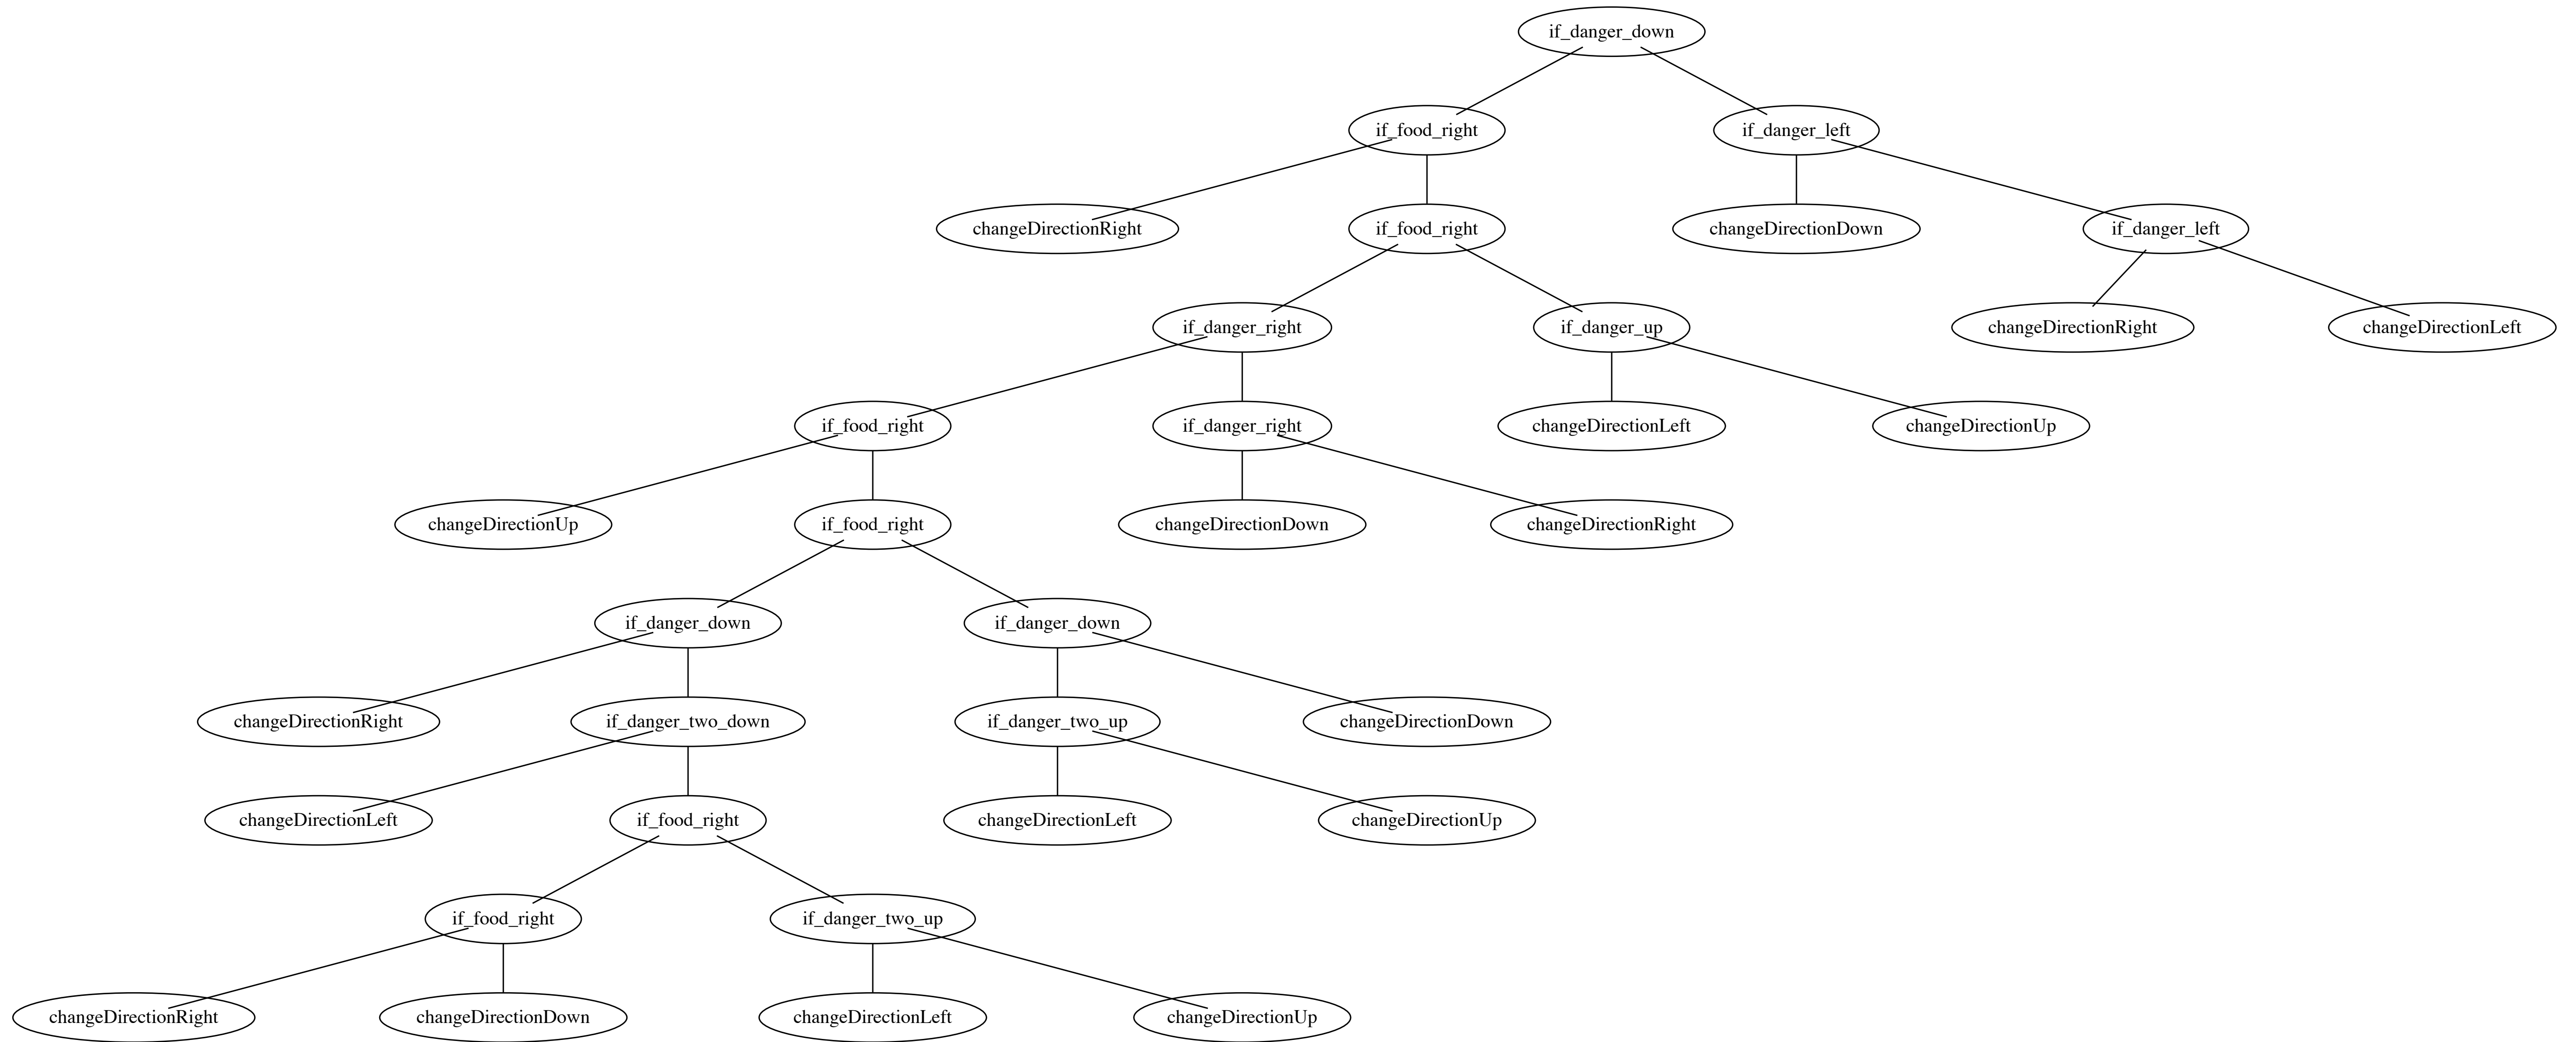 if_danger_down
if_food_right
if_danger_left
changeDirectionRight
if_food_right
changeDirectionDown
if_danger_left
if_danger_right
if_danger_up
changeDirectionRight
changeDirectionLeft
if_food_right
if_danger_right
changeDirectionLeft
changeDirectionUp
changeDirectionUp
if_food_right
changeDirectionDown
changeDirectionRight
if_danger_down
if_danger_down
changeDirectionRight
if_danger_two_down
if_danger_two_up
changeDirectionDown
changeDirectionLeft
if_food_right
changeDirectionLeft
changeDirectionUp
if_food_right
if_danger_two_up
changeDirectionRight
changeDirectionDown
changeDirectionLeft
changeDirectionUp